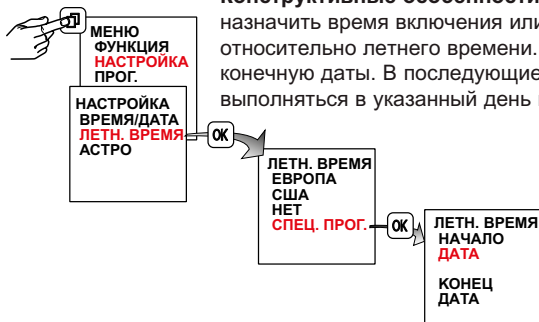 Конструктивные особенности
назначить время включения или
относительно летнего времени.
конечную даты. В последующие
выполняться в указанный день
МЕНЮ
ФУНКЦИЯ
НАСТРОЙКА
ПРОГ.
НАСТРОЙКА
ВРЕМЯ/ДАТА
ЛЕТН. ВРЕМЯ
АСТРО
OK
ЛЕТН. ВРЕМЯ
ЕВРОПА
США
НЕТ
СПЕЦ. ПРОГ.
OK
ЛЕТН. ВРЕМЯ
НАЧАЛО
ДАТА
КОНЕЦ
ДАТА